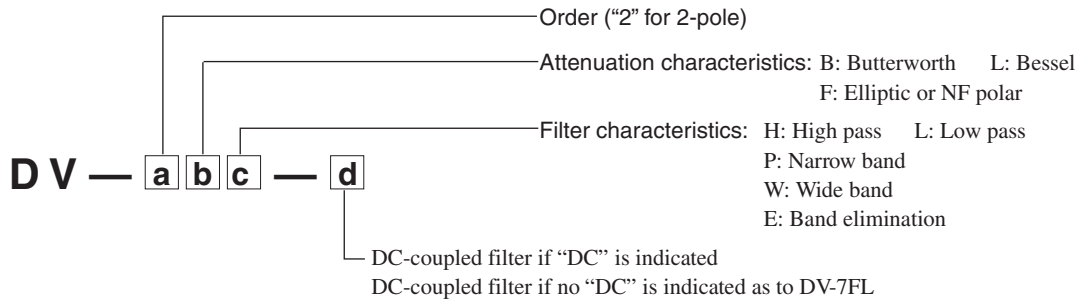 Order (“2” for 2-pole)
Attenuation characteristics: B: Butterworth L: Bessel
F: Elliptic or NF polar
Filter characteristics: H: High pass L: Low pass
P: Narrow band
W: Wide band
E: Band elimination
D V — a b c — d
DC-coupled filter if “DC” is indicated
DC-coupled filter if no “DC” is indicated as to DV-7FL